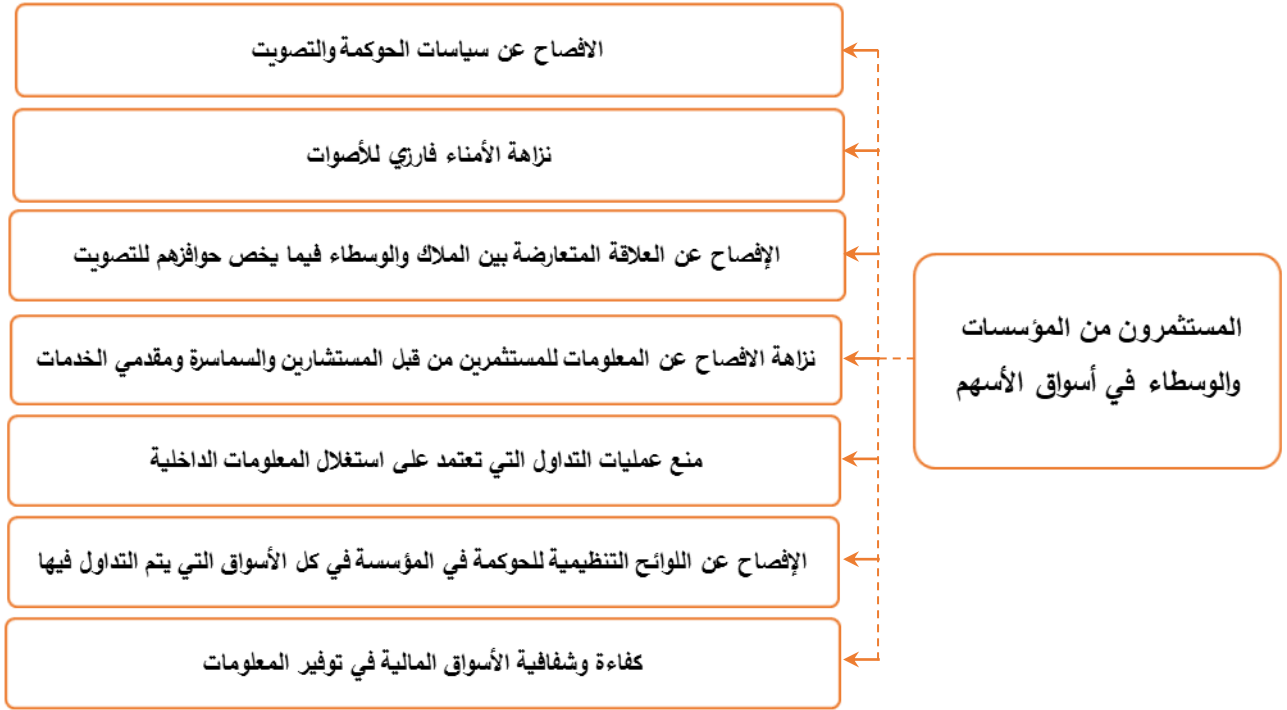 المستثمرون من المؤسسات
والوسطاء في أسواق الأسهم
الافصاح عن سياسات الحوكمة والتصويت
نزاهة الأمناء فارزي للأصوات
الإفصاح عن العلاقة المتعارضة بين الملاك والوسطاء فيما يخص حوافزهم للتصويت
نزاهة الافصاح عن المعلومات للمستثمرين من قبل المستشارين والسماسرة ومقدمي الخدمات
منع عمليات التداول التي تعتمد على استغلال المعلومات الداخلية
الإفصاح عن اللوائح التنظيمية للحوكمة في المؤسسة في كل الأسواق التي يتم التداول فيها
كفاءة وشفافية الأسواق المالية في توفير المعلومات